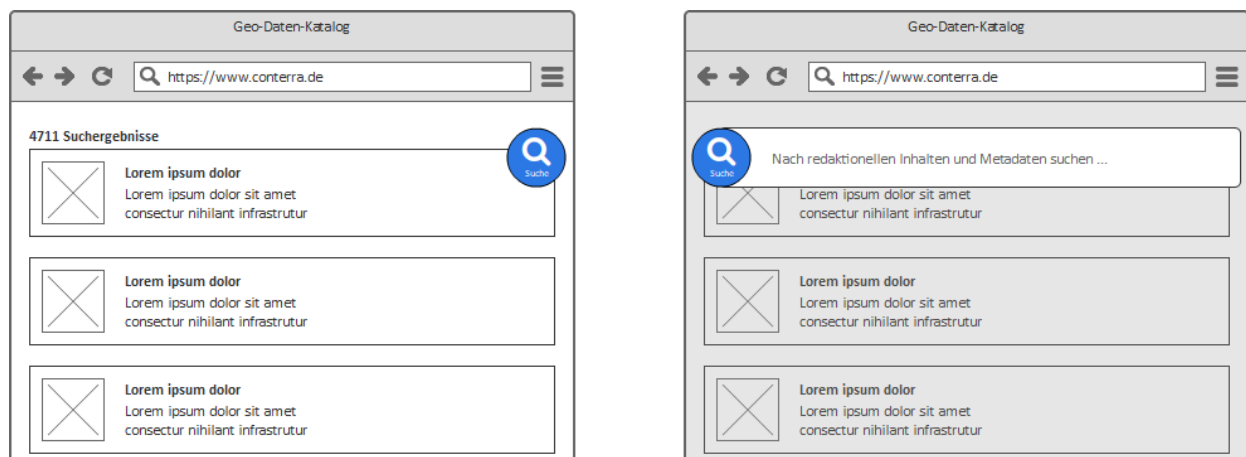 Geo-Daten-Katalog
https://www.conterra.de
4711 Suchergebnisse
Suche
Lorem ipsum dolor
Lorem ipsum dolor sit amet
consectur nihilant infrastrutur
Lorem ipsum dolor
Lorem ipsum dolor sit amet
consectur nihilant infrastrutur
Lorem ipsum dolor
Lorem ipsum dolor sit amet
consectur nihilant infrastrutur
Geo-Daten-Katalog
https://www.conterra.de
Suche
Nach redaktionellen Inhalten und Metadaten suchen ...
Lorem ipsum dolor sit amet
consectur nihilant infrastrutur
Lorem ipsum dolor
Lorem ipsum dolor sit amet
consectur nihilant infrastrutur
Lorem ipsum dolor
Lorem ipsum dolor sit amet
consectur nihilant infrastrutur